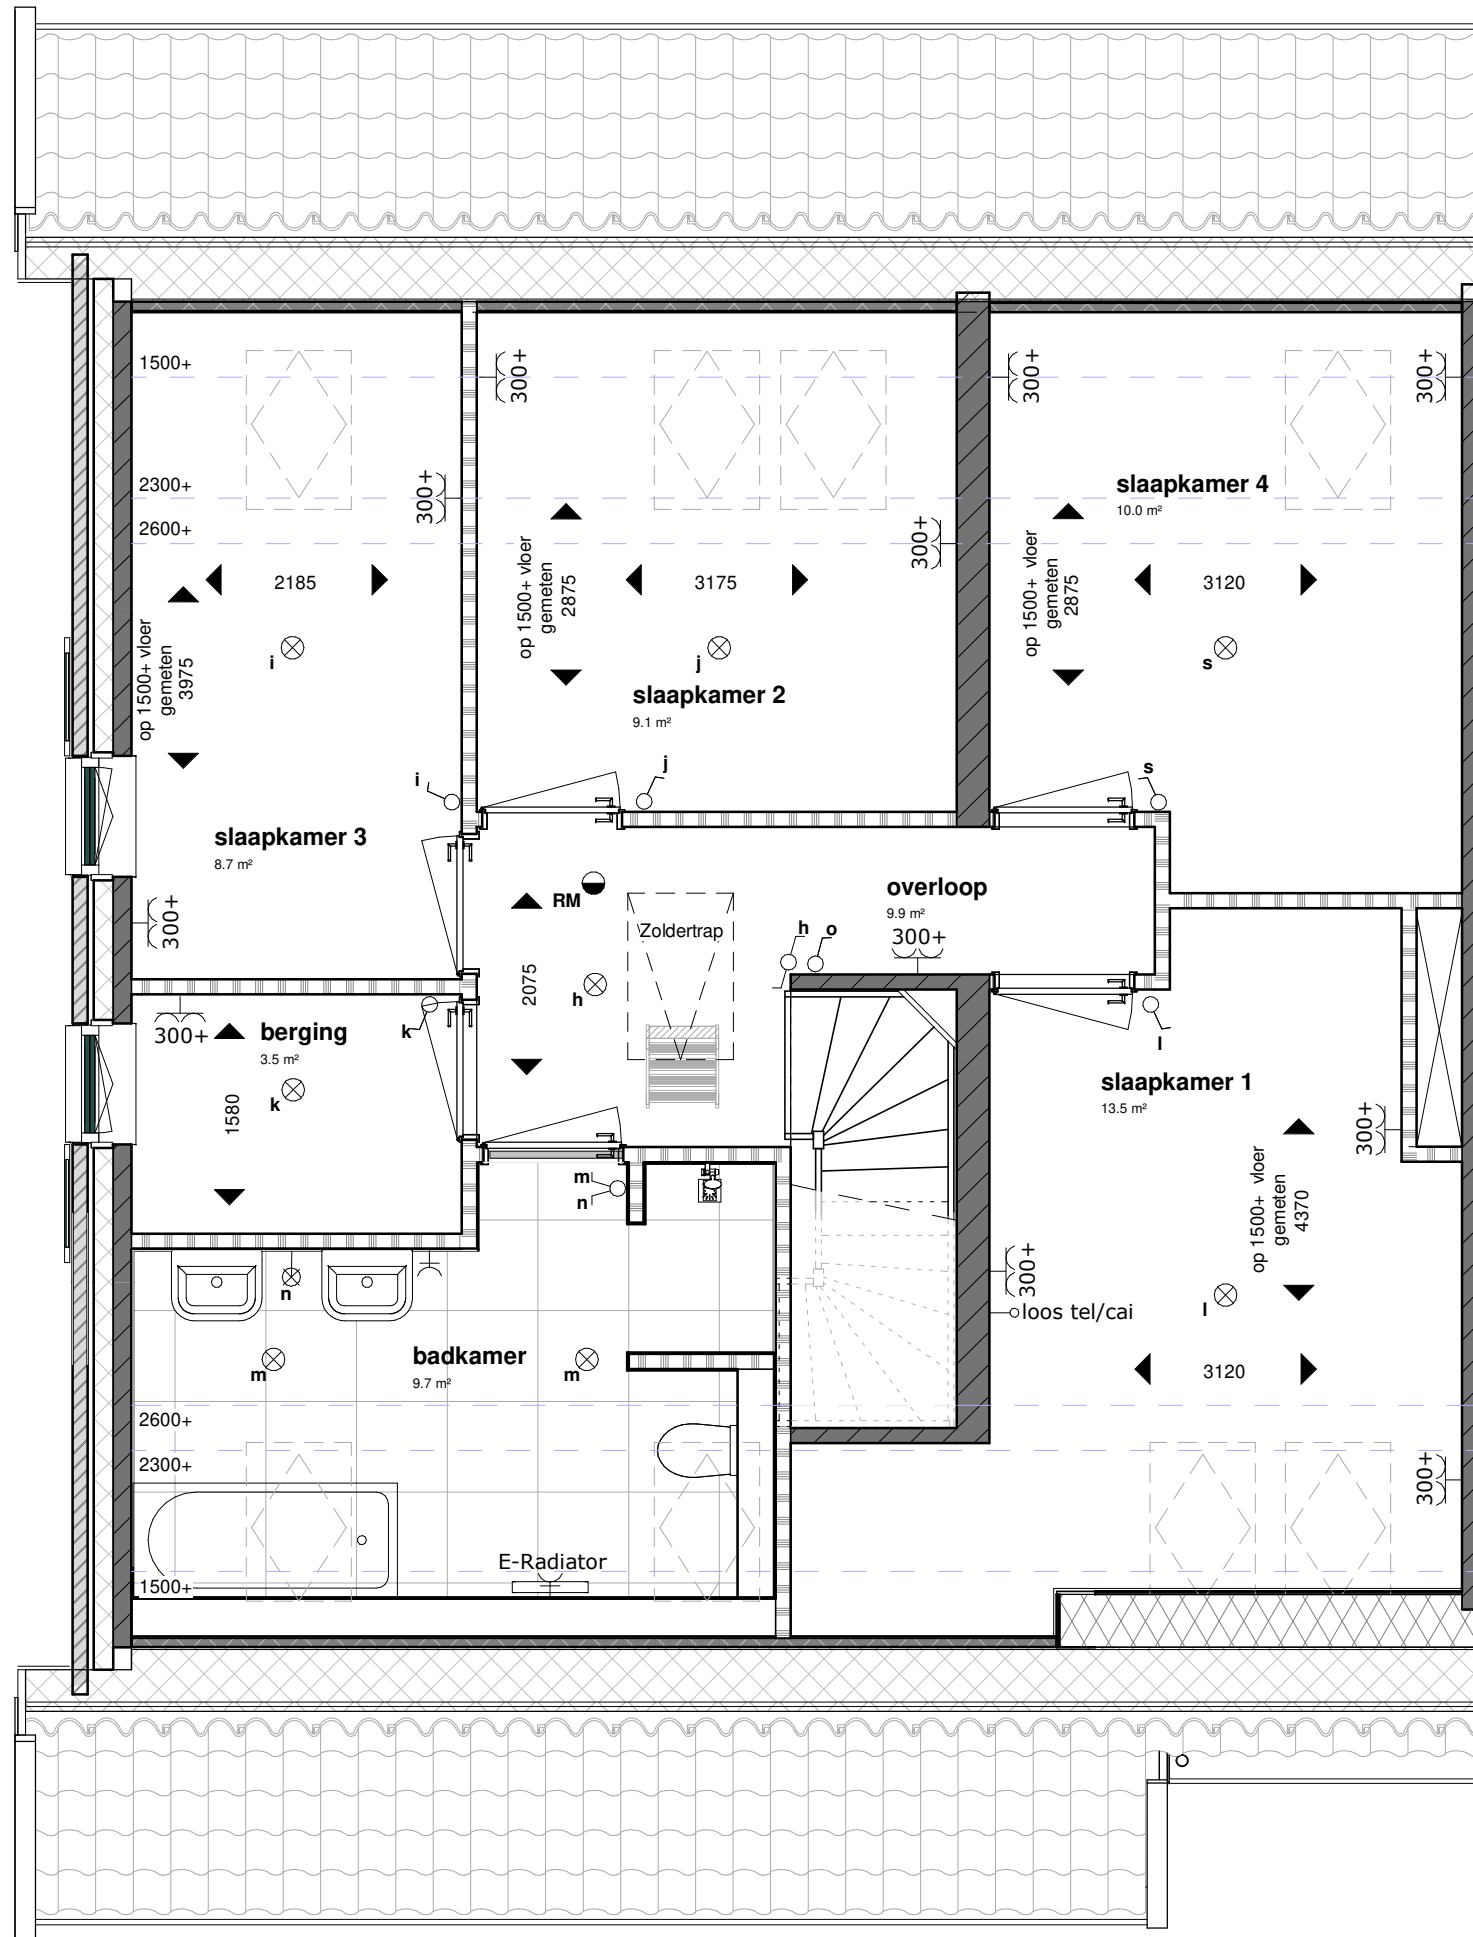 1500+
300+
300+
300+
300+
2300+
2600+
300+
300+
slaapkamer 4
10.0 m²
op 1500+ vloer
gemeten
3975
2185
i
op 1500+ vloer
gemeten
2875
3175
j
slaapkamer 2
9.1 m²
op 1500+ vloer
gemeten
2875
3120
s
i
j
s
slaapkamer 3
8.7 m²
300+
RM
overloop
9.9 m²
300+
Zoldertrap
h
o
2075
h
300+
berging
3.5 m²
k
k
1580
l
slaapkamer 1
13.5 m²
300+
op 1500+ vloer
gemeten
4370
m
n
300+
loos tel/cai
l
n
badkamer
9.7 m²
m
m
3120
2600+
2300+
300+
E-Radiator
1500+